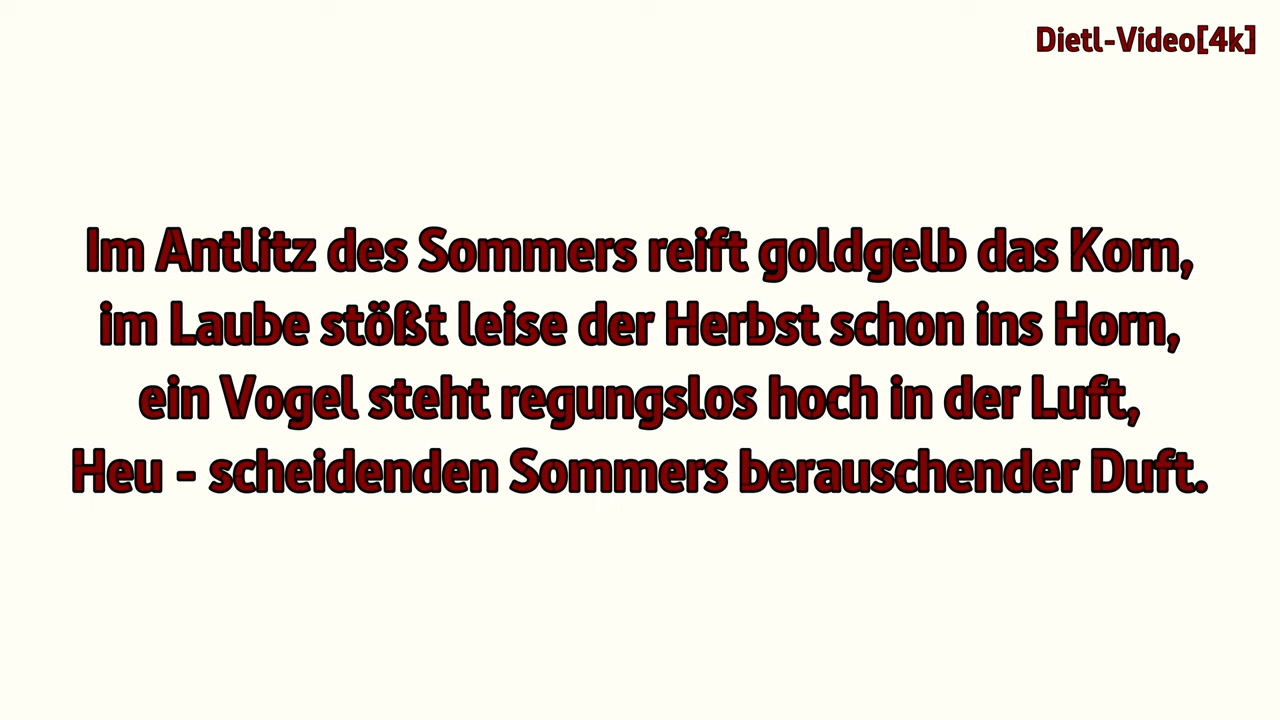 Dietl-Video[4k]
Im Antlitz des Sommers reift goldgelb das Korn,
im Laube stößt leise der Herbst schon ins Horn,
ein Vogel steht regungslos hoch in der Luft,
Heu - scheidenden Sommers berauschender Duft.